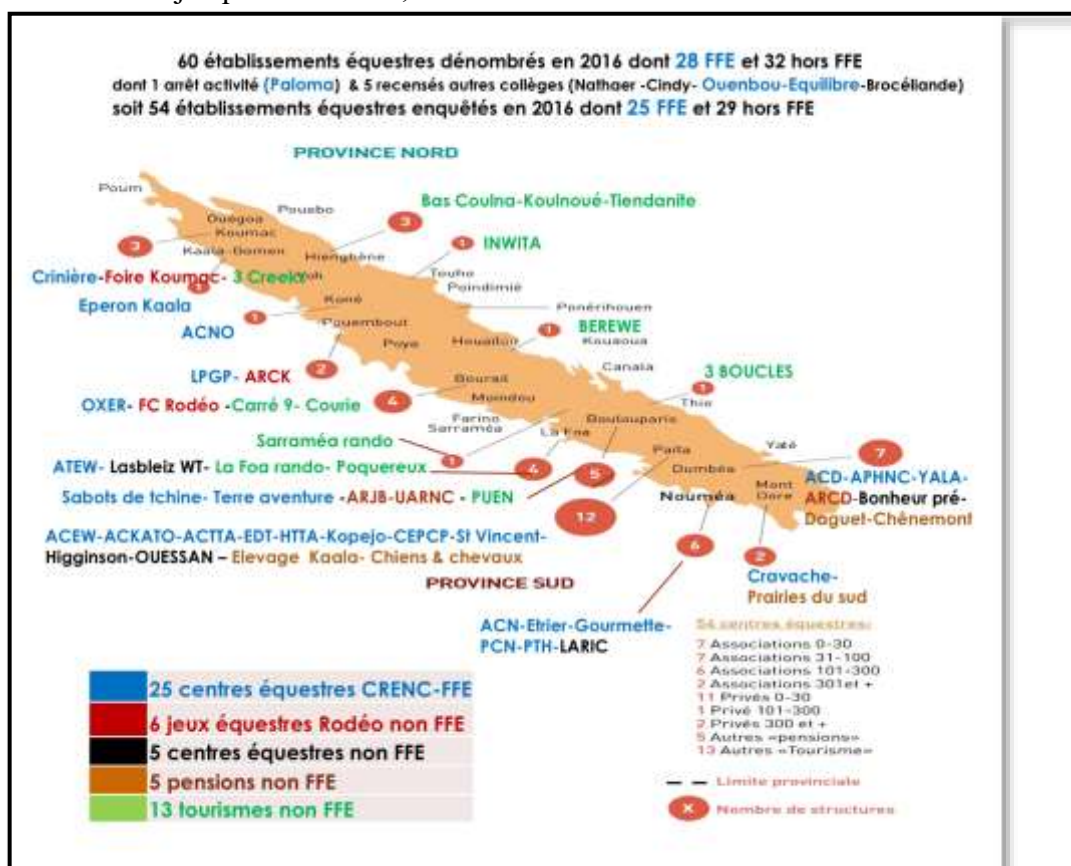 60 établissements équestres dénombrés en 2016 dont 28 FFE et 32 hors FFE
dont 1 arrêt activité (Paloma) & 5 recensés autres collèges (Nathaer -Cindy- Ouenbou-Equilibre-Brocéliande)
soit 54 établissements équestres enquêtés en 2016 dont 25 FFE et 29 hors FFE
PROVINCE NORD
Poum
Pouebo
Bas Coulna-Koulnoué-Tiendanite
Ouégoa
Koumac
3
3
Kaala-Gomen
Hienghène
1
INWITA
Touho
Crinière-Foire Koumac- 3 Creeks
Voh
Poindimié
1
Eperon Kaala
Koné
Ponérihouen
ACNO
1
Pouembout
1
BEREWE
Poya
Houaïlou
Kouaoua
Canala
3 BOUCLES
LPGP- ARCK
2
Bourail
1
Thio
OXER- FC Rodéo -Carré 9- Courie
4
Moindou
Boulouparis
Farino
Sarraméa
La Foa
Sarraméa rando
Païta
Yaté
1
4
5
7
ATEW- Lasbleiz WT- La Foa rando- Poquereux
Dumbéa
Mont
Dore
ACD-APHNC-YALA-
ARCD-Bonheur pré-
Daguet-Chênemont
Sabots de tchine- Terre aventure -ARJB-UARNC - PUEN
Nouméa
12
ACEW-ACKATO-ACTTA-EDT-HTTA-Kopejo-CEPCP-St Vincent-
Higginson-OUESSAN – Elevage Kaala- Chiens & chevaux
6
2
PROVINCE SUD
Cravache-
Prairies du sud
ACN-Etrier-Gourmette-
PCN-PTH-LARIC
54 centres équestres:
7 Associations 0-30
7 Associations 31-100
6 Associations 101-300
2 Associations 301et +
11 Privés 0-30
1 Privé 101-300
2 Privés 300 et +
5 Autres «pensions»
13 Autres «Tourisme»
25 centres équestres CRENC-FFE
6 jeux équestres Rodéo non FFE
5 centres équestres non FFE
5 pensions non FFE
13 tourismes non FFE
Limite provinciale
X Nombre de structures